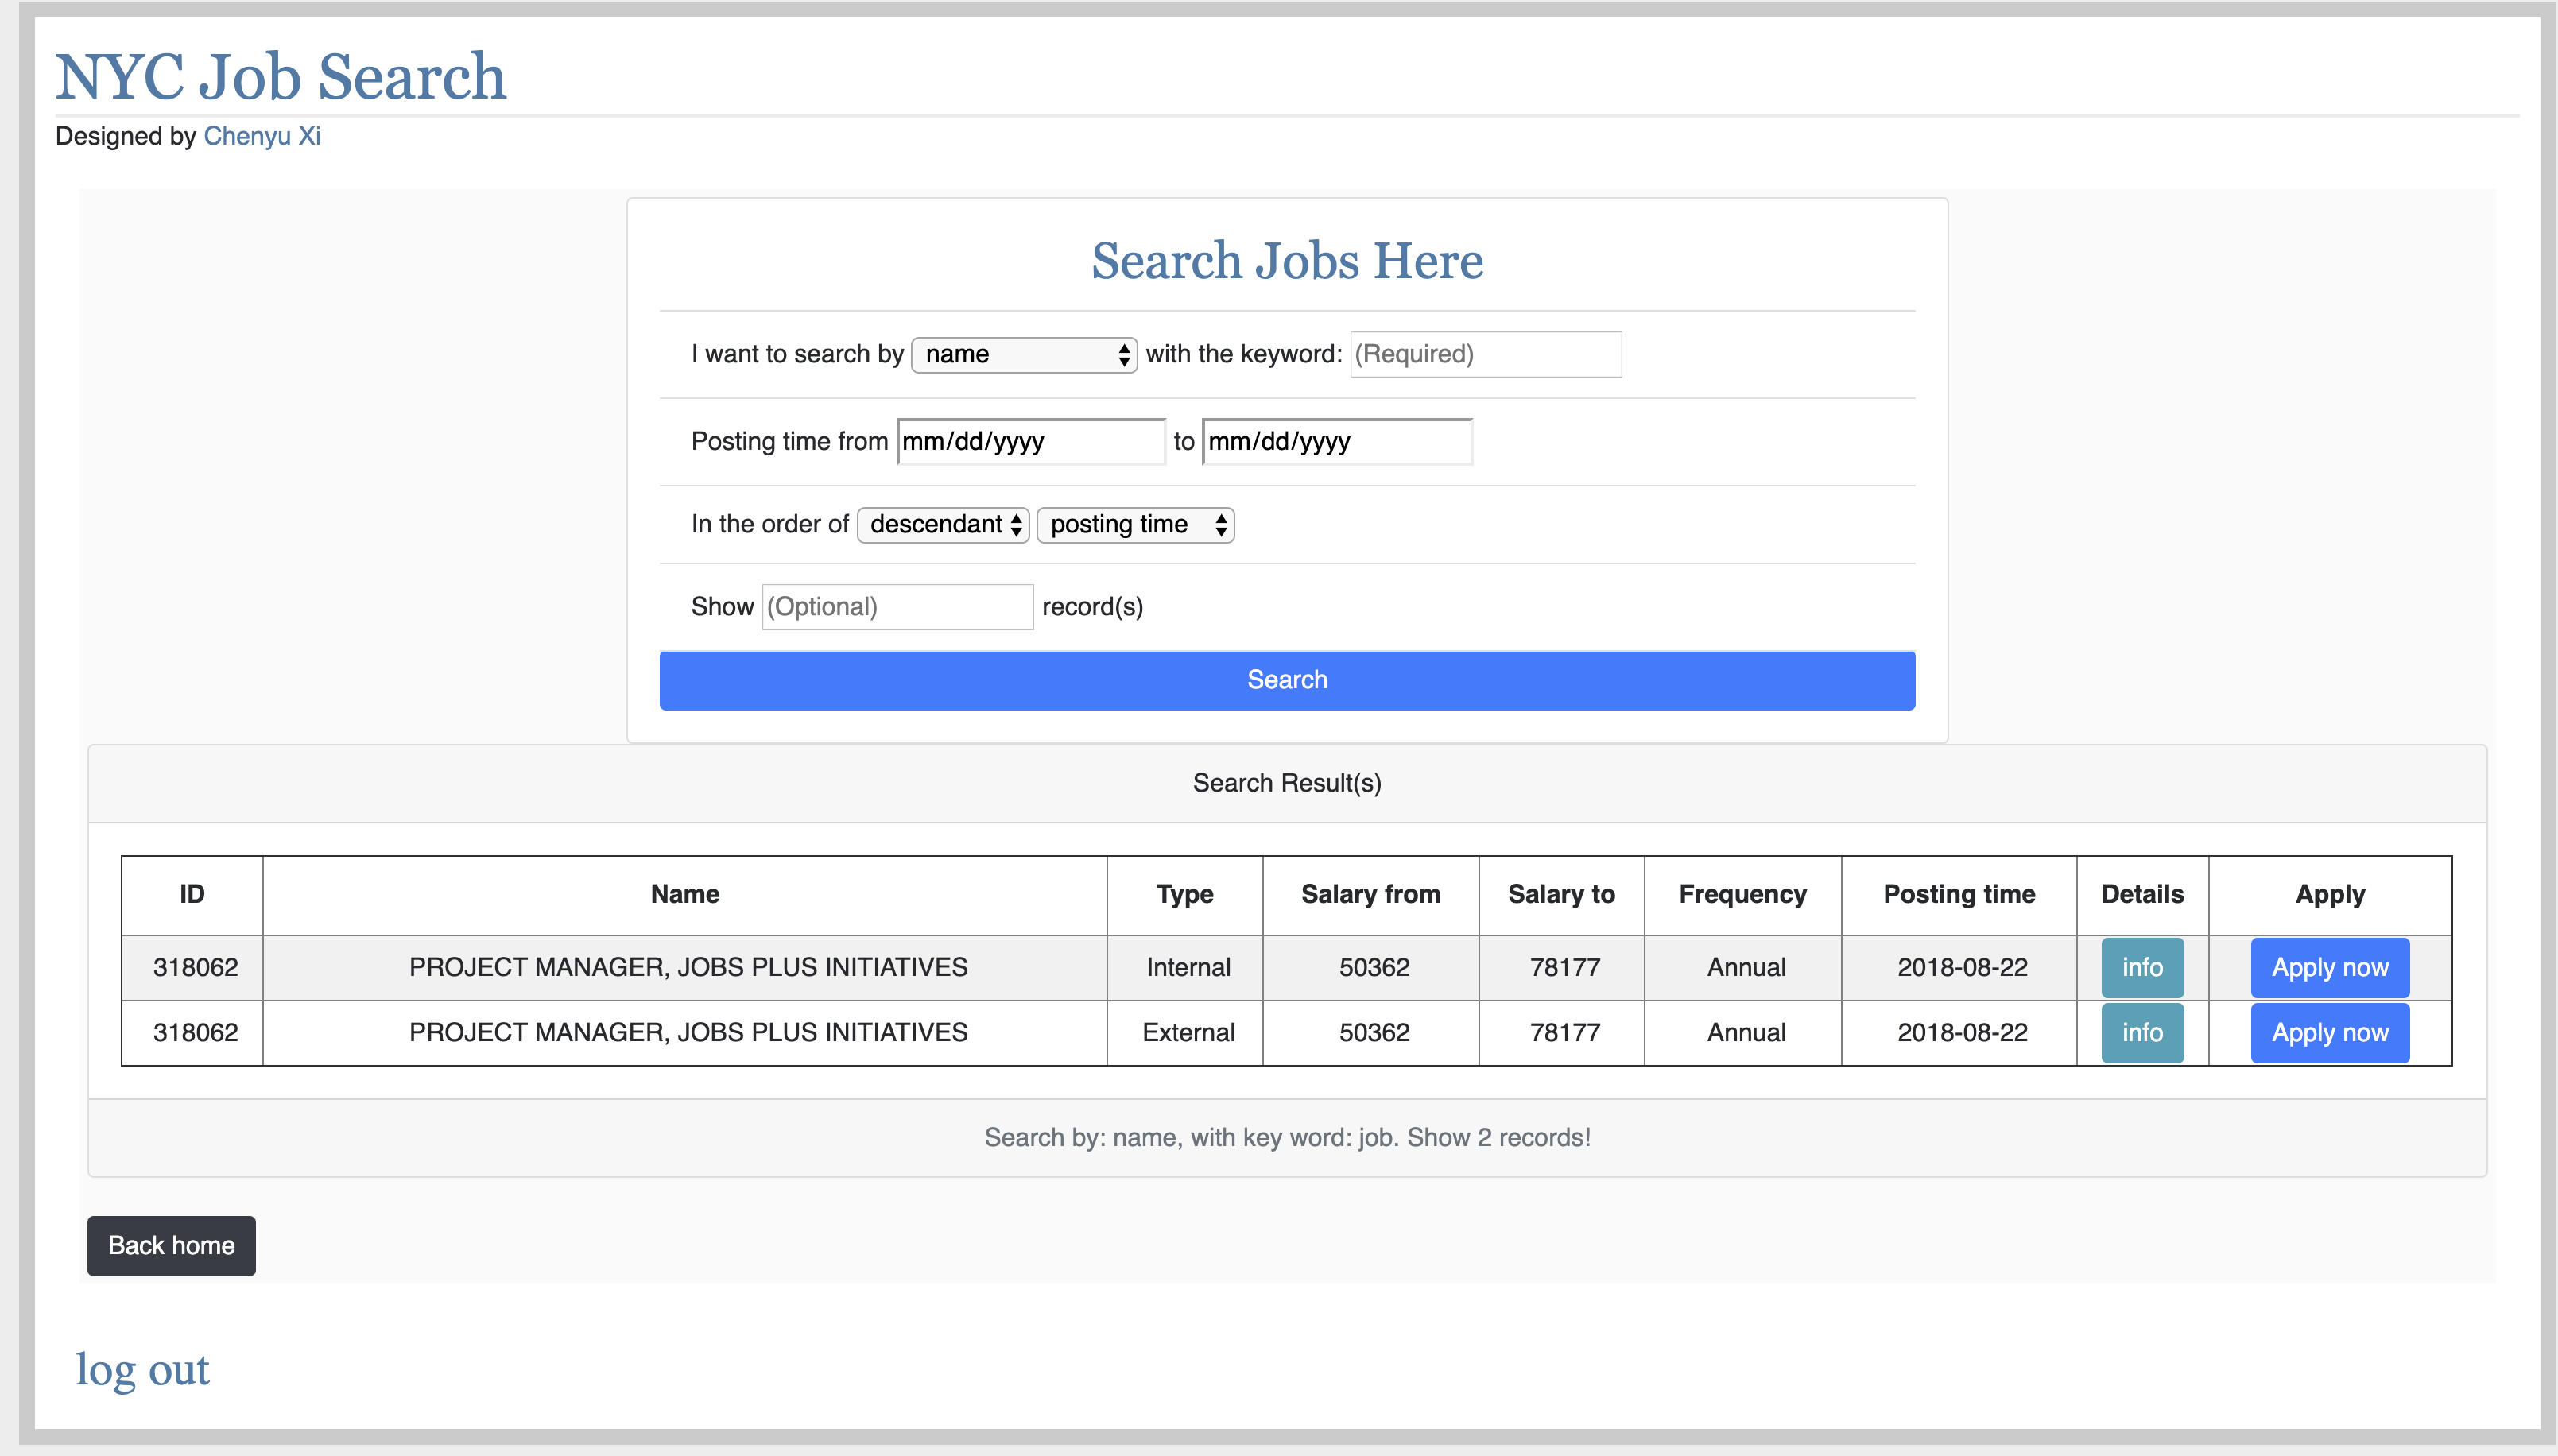 NYC Job Search
Designed by Chenyu Xi
Search Jobs Here
I want to search by name with the keyword: (Required)
Posting time from mm/dd/yyyy to mm/dd/yyyy
In the order of descendant posting time
Show (Optional) record(s)
Search
Search Result(s)
ID Name Type Salary from Salary to Frequency Posting time Details Apply
318062 PROJECT MANAGER, JOBS PLUS INITIATIVES Internal 50362 78177 Annual 2018-08-22 info Apply now
318062 PROJECT MANAGER, JOBS PLUS INITIATIVES External 50362 78177 Annual 2018-08-22 info Apply now
Search by: name, with key word: job. Show 2 records!
Back home
log out